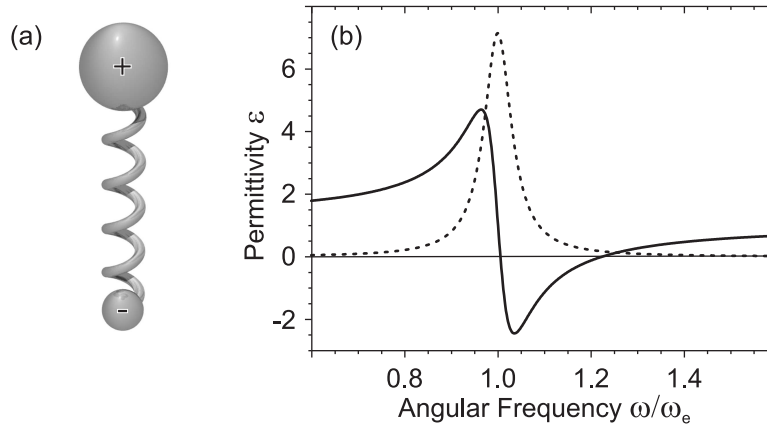 (a)
+
-
(b)
Permittivity ε
6
4
2
0
-2
0.8
1.0
1.2
1.4
Angular Frequency ω/ωₑ